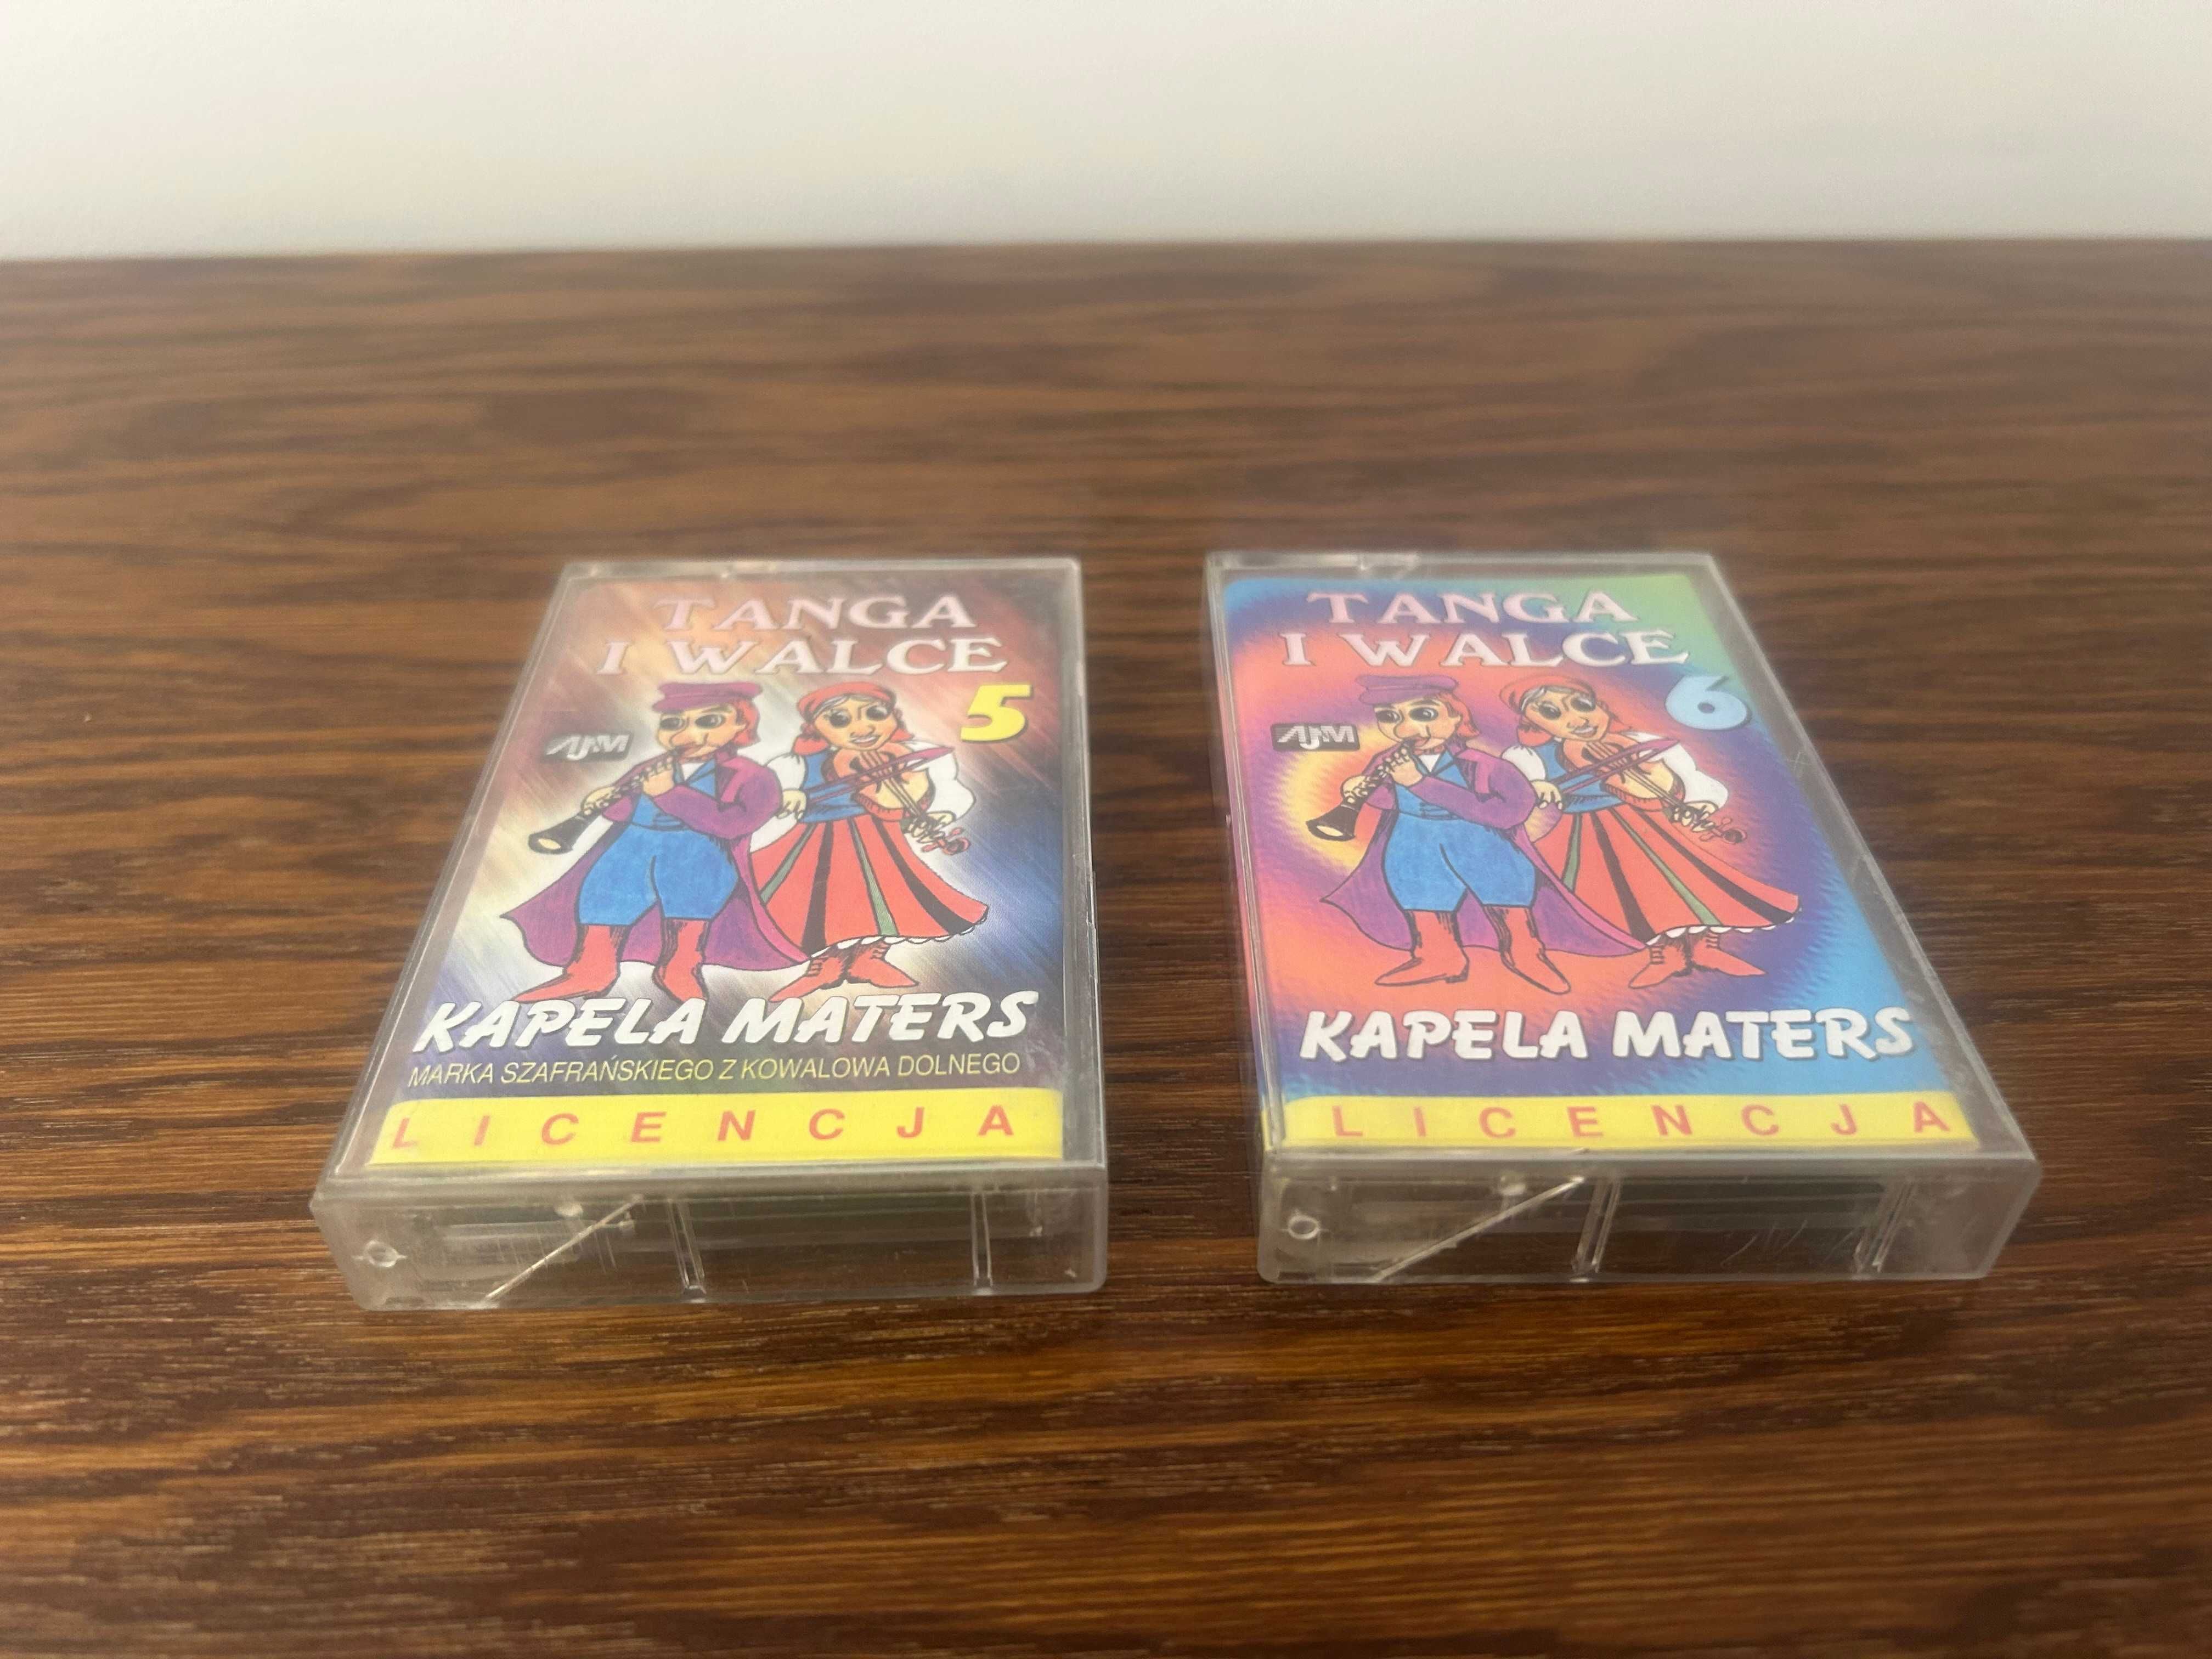 TANGA
I WALCE
5
AJM
KAPELA MATERS
MARKA SZAFRAŃSKIEGO Z KOWALOWA DOLNEGO
LICENCJA
TANGA
I WALCE
6
AJM
KAPELA MATERS
LICENCJA